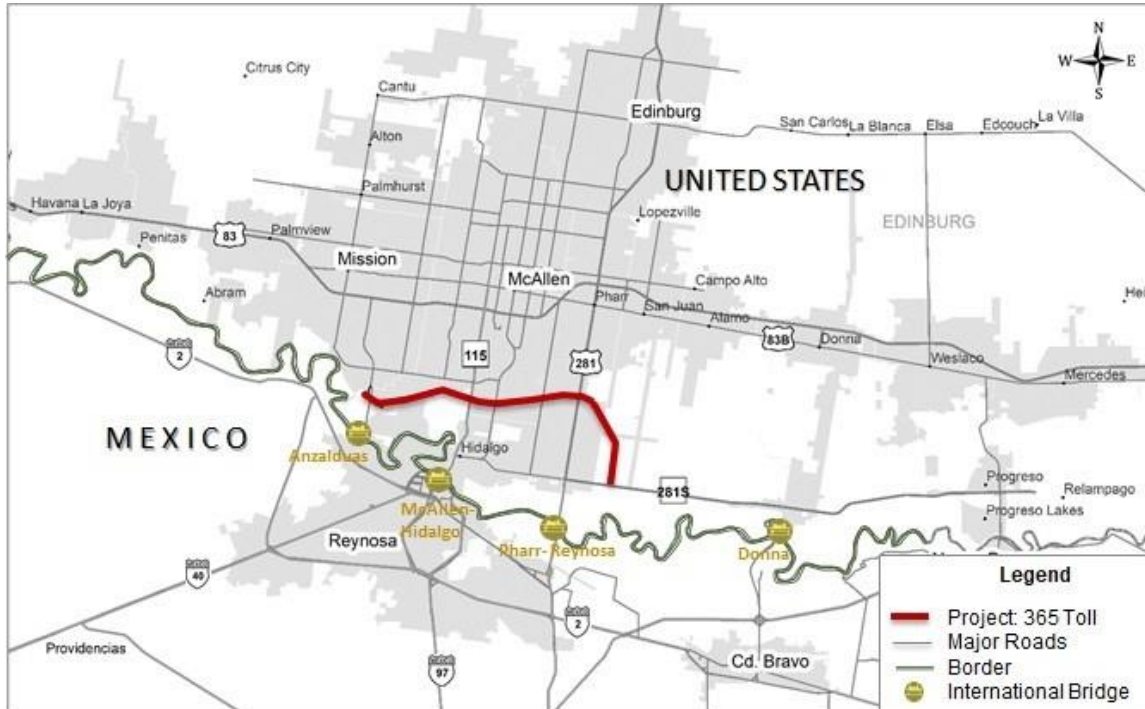 N
W E
S
Citrus City
Cantu
Edinburg
San Carlos
La Blanca
Elsa
Edcouch
La Villa
Alton
Palmhurst
UNITED STATES
Havana
La Joya
Lopezville
EDINBURG
83
Palmview
Penitas
Mission
McAllen
Campo Alto
Abram
Pharr
San Juan
Alamo
83B
Donna
2
115
281
Weslaco
Mercedes
MEXICO
Anzalduas
Hidalgo
McAllen-
Hidalgo
281S
Progreso
Relampago
Progreso Lakes
Reynosa
Pharr- Reynosa
Donna
40
2
Providencias
97
Cd. Bravo
Legend
Project: 365 Toll
Major Roads
Border
International Bridge